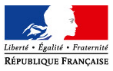 Liberté • Égalité • Fraternité
RÉPUBLIQUE FRANÇAISE